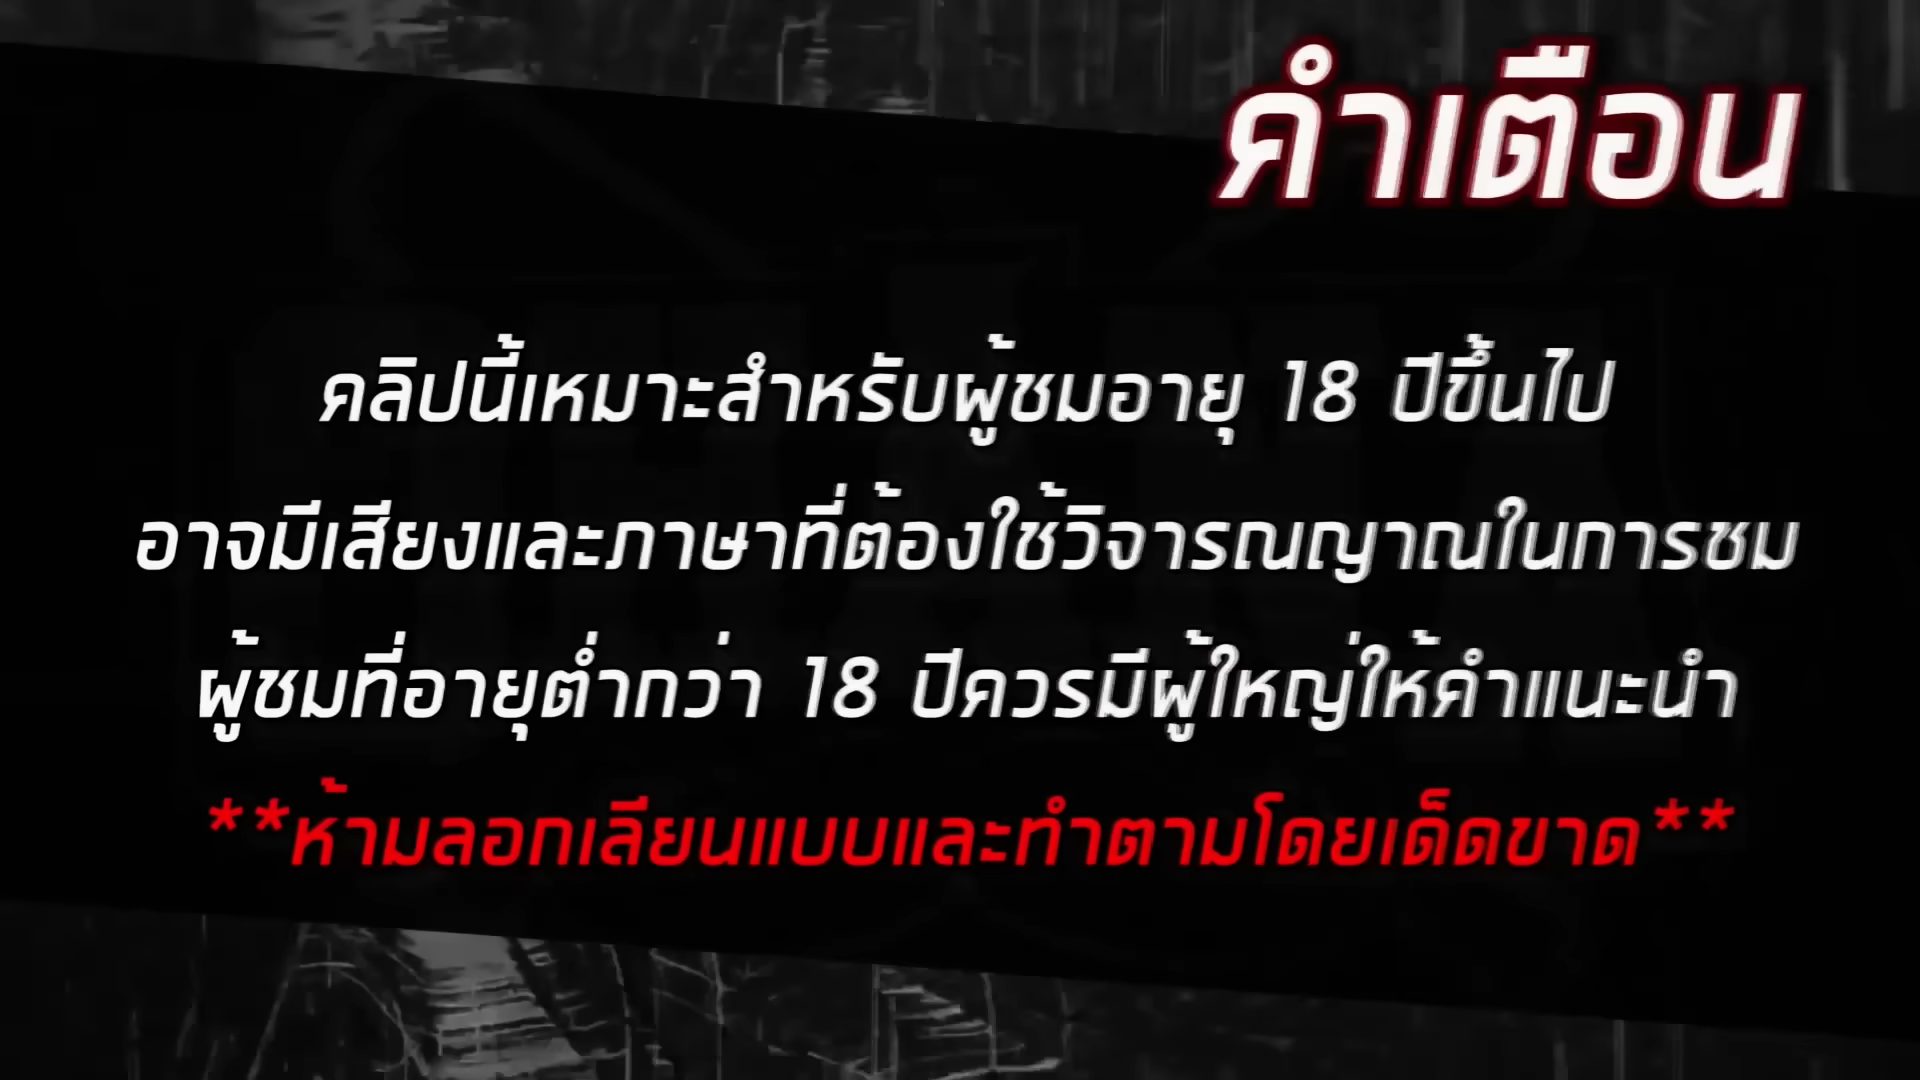 คำเตือน
คลิปนี้เหมาะสำหรับผู้ชมอายุ 18 ปีขึ้นไป
อาจมีเสียงและภาษาที่ต้องใช้วิจารณญาณในการชม
ผู้ชมที่อายุต่ำกว่า 18 ปีควรมีผู้ใหญ่ให้คำแนะนำ
**ห้ามลอกเลียนแบบและทำตามโดยเด็ดขาด**